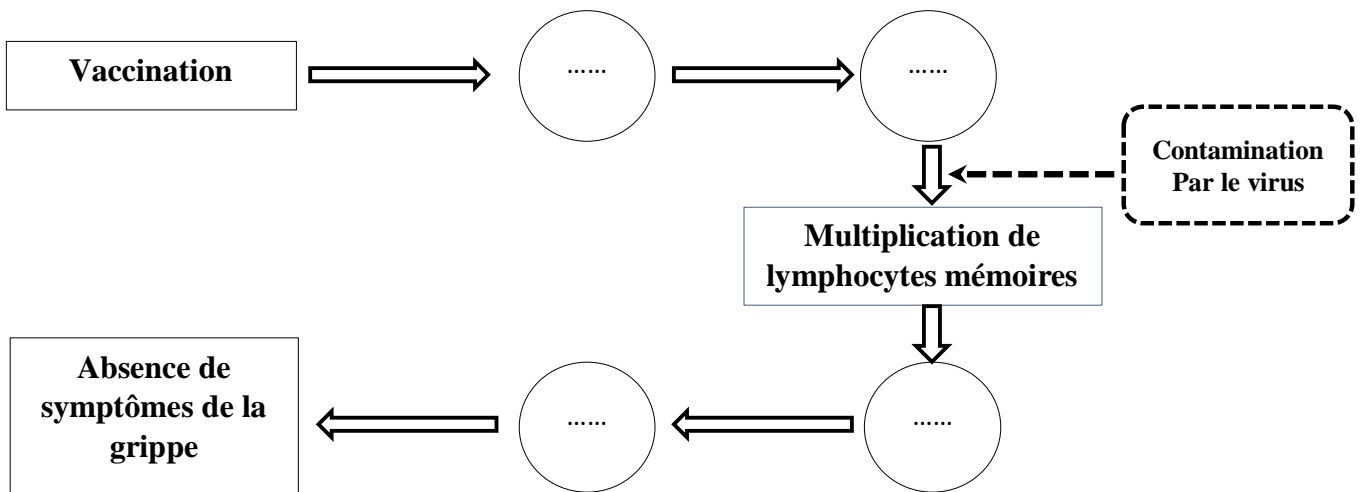 Vaccination
......
......
Contamination
Par le virus
Multiplication de
lymphocytes mémoires
Absence de
symptômes de la
grippe
......
......